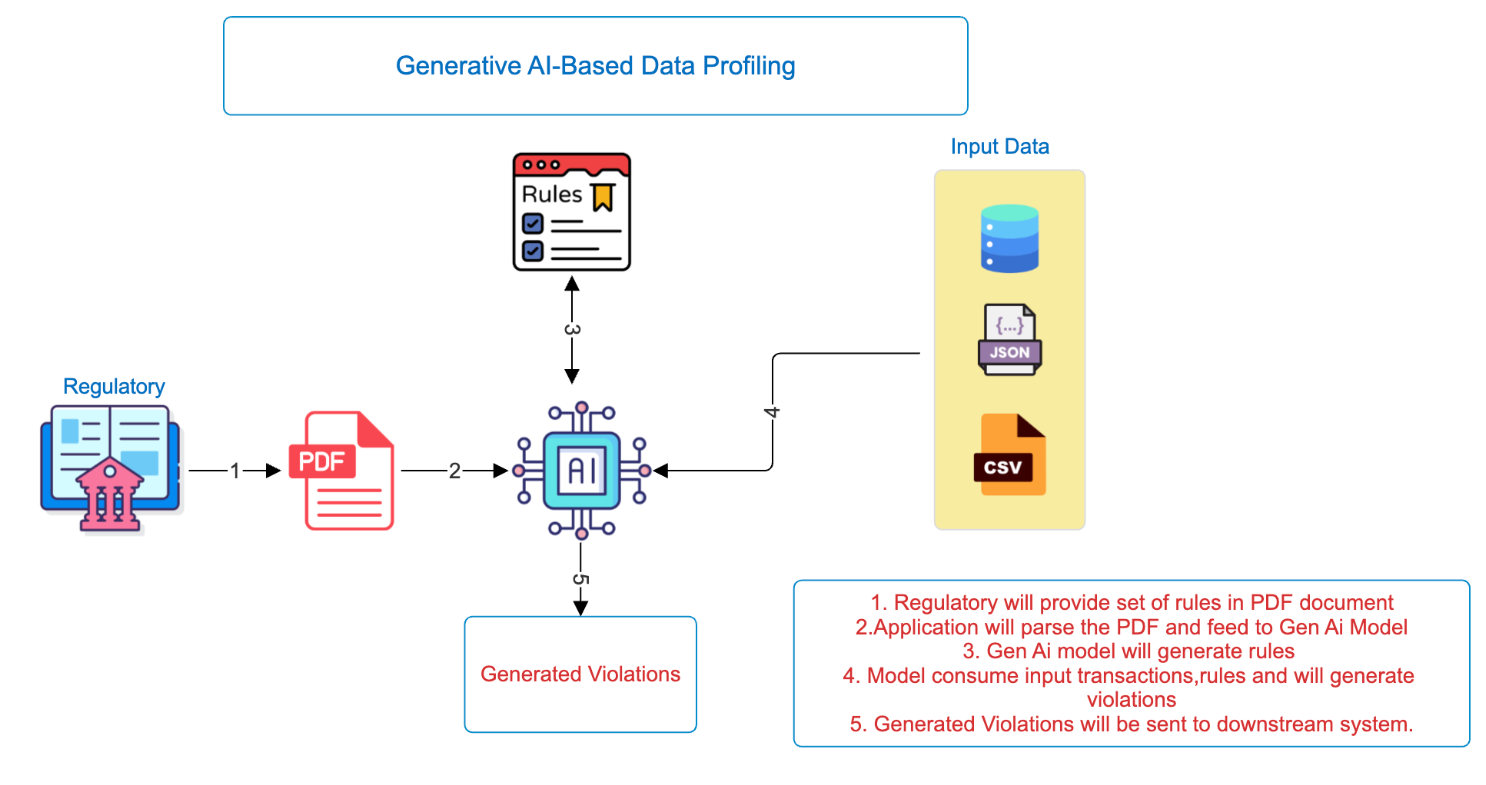 Generative AI-Based Data Profiling
Input Data
Rules
{...}
JSON
3
Regulatory
4
CSV
PDF
1
2
AI
5
1. Regulatory will provide set of rules in PDF document
2.Application will parse the PDF and feed to Gen Ai Model
3. Gen Ai model will generate rules
4. Model consume input transactions,rules and will generate
violations
5. Generated Violations will be sent to downstream system.
Generated Violations